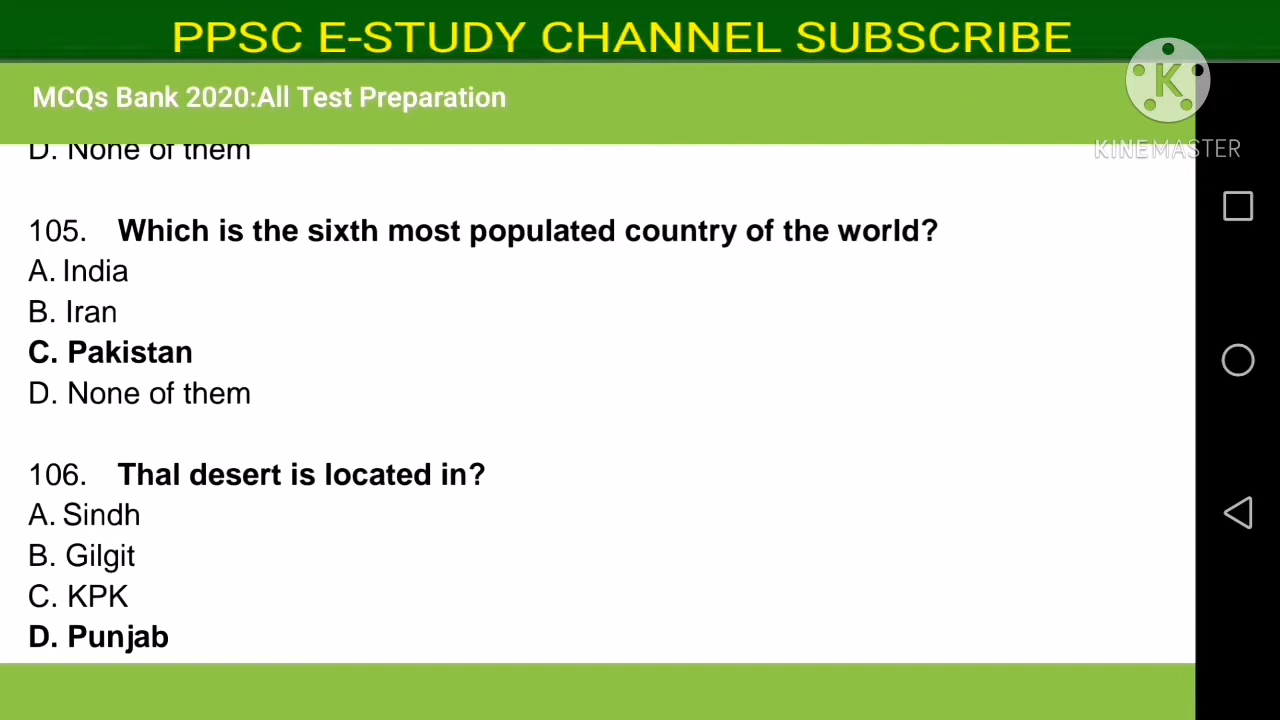 PPSC E-STUDY CHANNEL SUBSCRIBE
MCQs Bank 2020:All Test Preparation
K
KINEMASTER
D. None of them
105. Which is the sixth most populated country of the world?
A. India
B. Iran
C. Pakistan
D. None of them
106. Thal desert is located in?
A. Sindh
B. Gilgit
C. KPK
D. Punjab